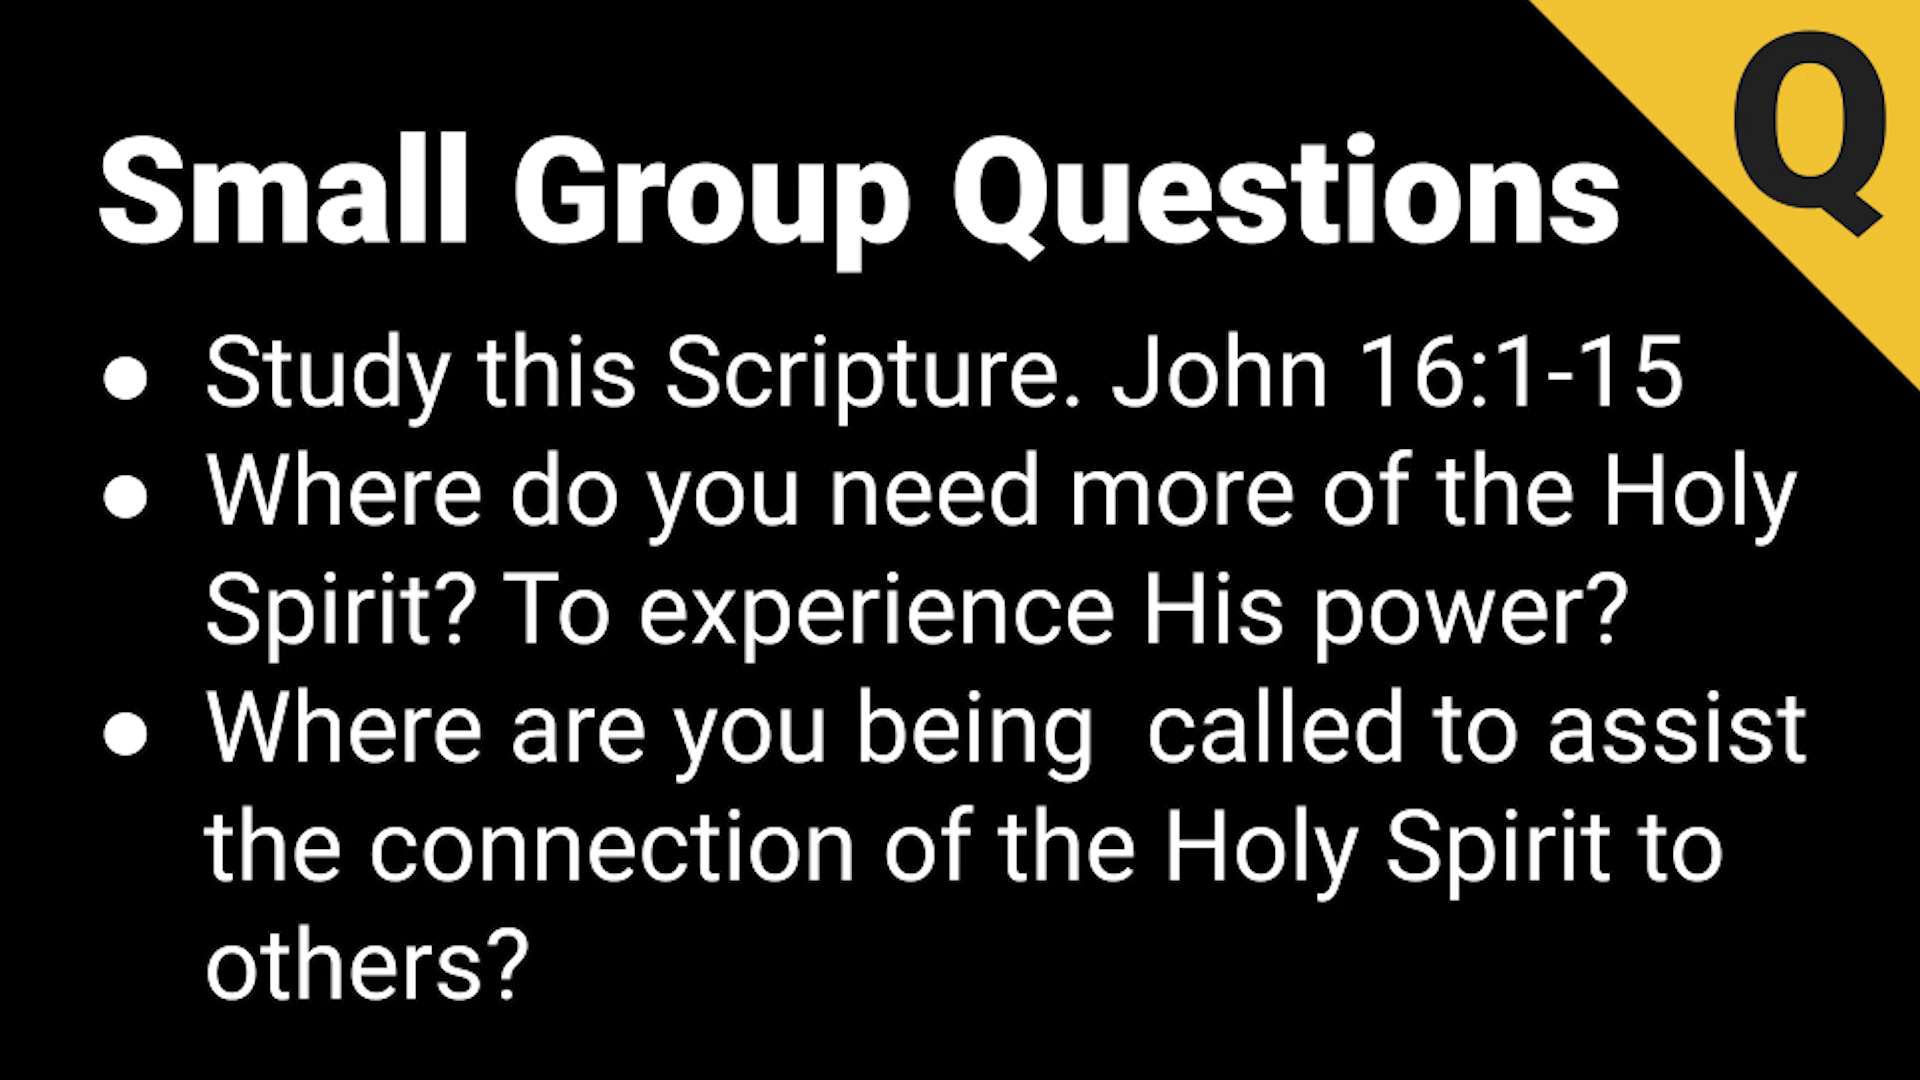 Q
Small Group Questions
● Study this Scripture. John 16:1-15
● Where do you need more of the Holy
Spirit? To experience His power?
● Where are you being  called to assist
the connection of the Holy Spirit to
others?